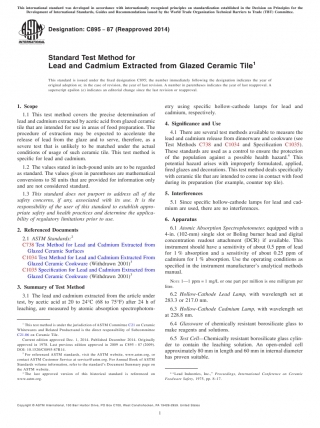 This international standard was developed in accordance with internationally recognized principles on standardization established in the Decision on Principles for the
Development of International Standards, Guides and Recommendations issued by the World Trade Organization Technical Barriers to Trade (TBT) Committee.
Designation: C895 − 87 (Reapproved 2014)
Standard Test Method for
Lead and Cadmium Extracted from Glazed Ceramic Tile1
This standard is issued under the fixed designation C895; the number immediately following the designation indicates the year of
original adoption or, in the case of revision, the year of last revision. A number in parentheses indicates the year of last reapproval. A
superscript epsilon (ε) indicates an editorial change since the last revision or reapproval.
1. Scope
1.1 This test method covers the precise determination of
lead and cadmium extracted by acetic acid from glazed ceramic
tile that are intended for use in areas of food preparation. The
procedure of extraction may be expected to accelerate the
release of lead from the glaze and to serve, therefore, as a
severe test that is unlikely to be matched under the actual
conditions of usage of such ceramic tile. This test method is
specific for lead and cadmium.
1.2 The values stated in inch-pound units are to be regarded
as standard. The values given in parentheses are mathematical
conversions to SI units that are provided for information only
and are not considered standard.
1.3 This standard does not purport to address all of the
safety concerns, if any, associated with its use. It is the
responsibility of the user of this standard to establish appro-
priate safety and health practices and determine the applica-
bility of regulatory limitations prior to use.
2. Referenced Documents
2.1 ASTM Standards:2
C738 Test Method for Lead and Cadmium Extracted from
Glazed Ceramic Surfaces
C1034 Test Method for Lead and Cadmium Extracted From
Glazed Ceramic Cookware (Withdrawn 2001)3
C1035 Specification for Lead and Cadmium Extracted from
Glazed Ceramic Cookware (Withdrawn 2001)3
3. Summary of Test Method
3.1 The lead and cadmium extracted from the article under
test, by acetic acid at 20 to 24°C (68 to 75°F) after 24 h of
leaching, are measured by atomic absorption spectrophotom-
1 This test method is under the jurisdiction of ASTM Committee C21 on Ceramic
Whitewares and Related Productsand is the direct responsibility of Subcommittee
C21.06 on Ceramic Tile.
Current edition approved Dec. 1, 2014. Published December 2014. Originally
approved in 1978. Last previous edition approved in 2009 as C895 – 87 (2009).
2 For referenced ASTM standards, visit the ASTM website, www.astm.org, or
contact ASTM Customer Service at service@astm.org. For Annual Book of ASTM
Standards volume information, refer to the standard's Document Summary page on
the ASTM website.
3 The last approved version of this historical standard is referenced on
www.astm.org.
etry using specific hollow-cathode lamps for lead and
cadmium, respectively.
4. Significance and Use
4.1 There are several test methods available to measure the
lead and cadmium release from dinnerware and cookware (see
Test Methods C738 and C1034 and Specification C1035).
These standards are used as a control to ensure the protection
of the population against a possible health hazard.4 This
potential hazard arises with improperly formulated, applied,
fired glazes and decorations. This test method deals specifically
with ceramic tile that are intended to come in contact with food
during its preparation (for example, counter top tile).
5. Interferences
5.1 Since specific, hollow-cathode lamps for lead and cad-
mium are used, there are no interferences.
6. Apparatus
6.1 Atomic Absorption Spectrophotometer, equipped with a
4-in. (102-mm) single slot or Boling burner head and digital
concentration readout attachment (DCR) if available. This
instrument should have a sensitivity of about 0.5 ppm of lead
for 1 % absorption and a sensitivity of about 0.25 ppm of
cadmium for 1 % absorption. Use the operating conditions as
specified in the instrument manufacturer's analytical methods
manual.
NOTE 1—1 ppm = 1 mg/L or one part per million is one milligram per
litre.
6.2 Hollow-Cathode Lead Lamp, with wavelength set at
283.3 or 217.0 nm.
6.3 Hollow-Cathode Cadmium Lamp, with wavelength set
at 228.8 nm.
6.4 Glassware of chemically resistant borosilicate glass to
make reagents and solutions.
6.5 Test Cell—Chemically resistant borosilicate glass cylin-
der to contain the leaching solution. An open-ended cell
approximately 80 mm in length and 60 mm in internal diameter
has proven suitable.
4 "Lead Industries, Inc," Proceedings, International Conference on Ceramic
Foodware Safety, 1975, pp. 8–17.
Copyright © ASTM International, 100 Barr Harbor Drive, PO Box C700, West Conshohocken, PA 19428-2959. United States
1